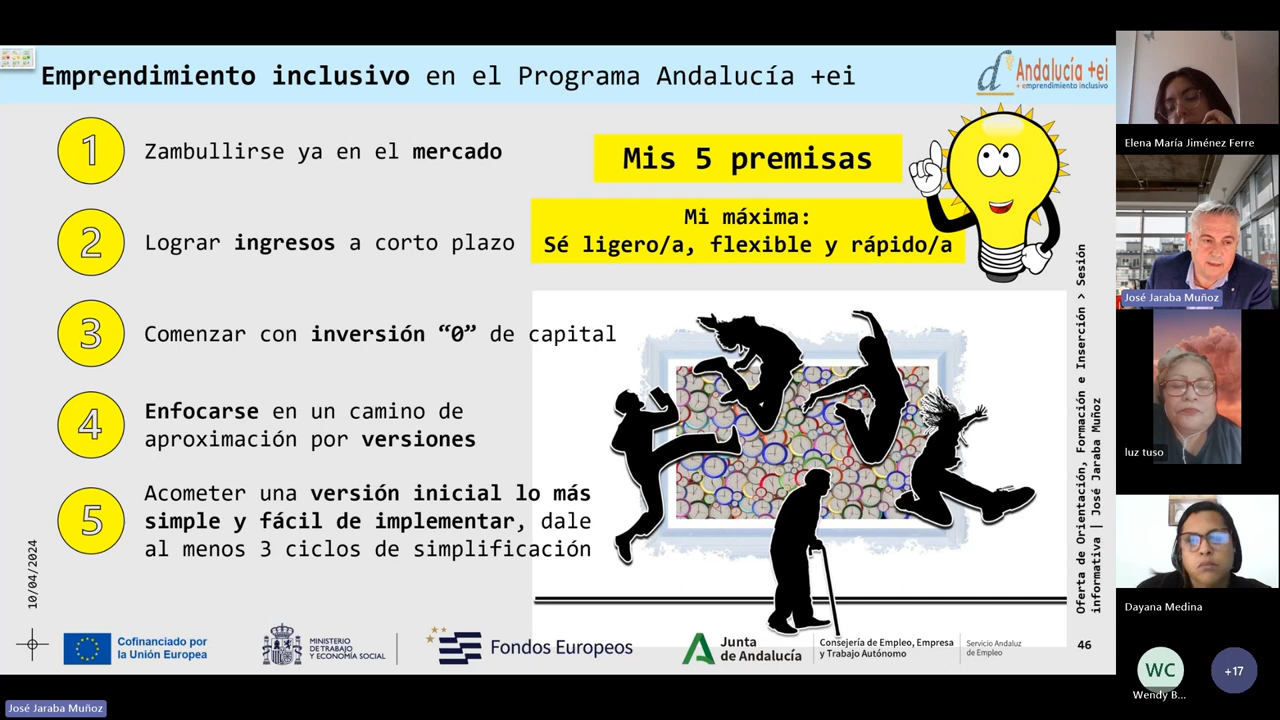 Emprendimiento inclusivo en el Programa Andalucía +ei
Andalucía +ei
+ emprendimiento inclusivo
1
Zambullirse ya en el mercado
2
Lograr ingresos a corto plazo
3
Comenzar con inversión “0” de capital
4
Enfocarse en un camino de
aproximación por versiones
5
Acometer una versión inicial lo más
simple y fácil de implementar, dale
al menos 3 ciclos de simplificación
Mis 5 premisas
Mi máxima:
Sé ligero/a, flexible y rápido/a
Oferta de Orientación, Formación e Inserción > Sesión
informativa | José Jaraba Muñoz
10/04/2024
Cofinanciado por
la Unión Europea
MINISTERIO
DE TRABAJO
Y ECONOMÍA SOCIAL
Fondos Europeos
Junta
de Andalucía
Consejería de Empleo, Empresa
y Trabajo Autónomo
Servicio Andaluz
de Empleo
46
José Jaraba Muñoz
Elena María Jiménez Ferre
José Jaraba Muñoz
luz tuso
Dayana Medina
WC
Wendy B...
+17